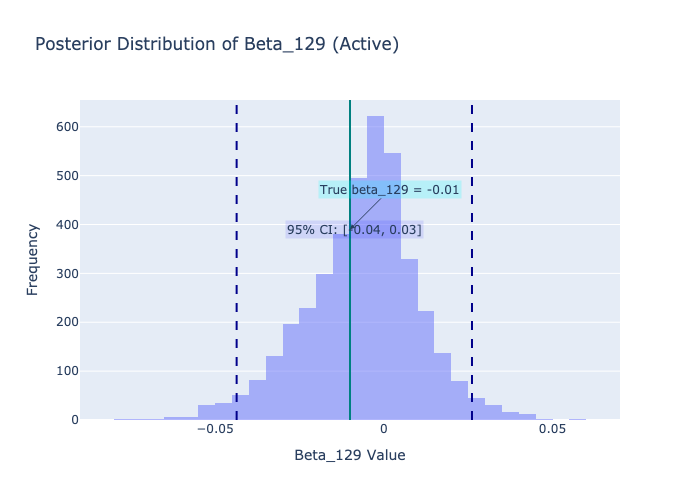 Posterior Distribution of Beta_129 (Active)
600
500
400
300
200
100
0
Frequency
True beta_129 = -0.01
95% CI: [-0.04, 0.03]
−0.05
0
0.05
Beta_129 Value